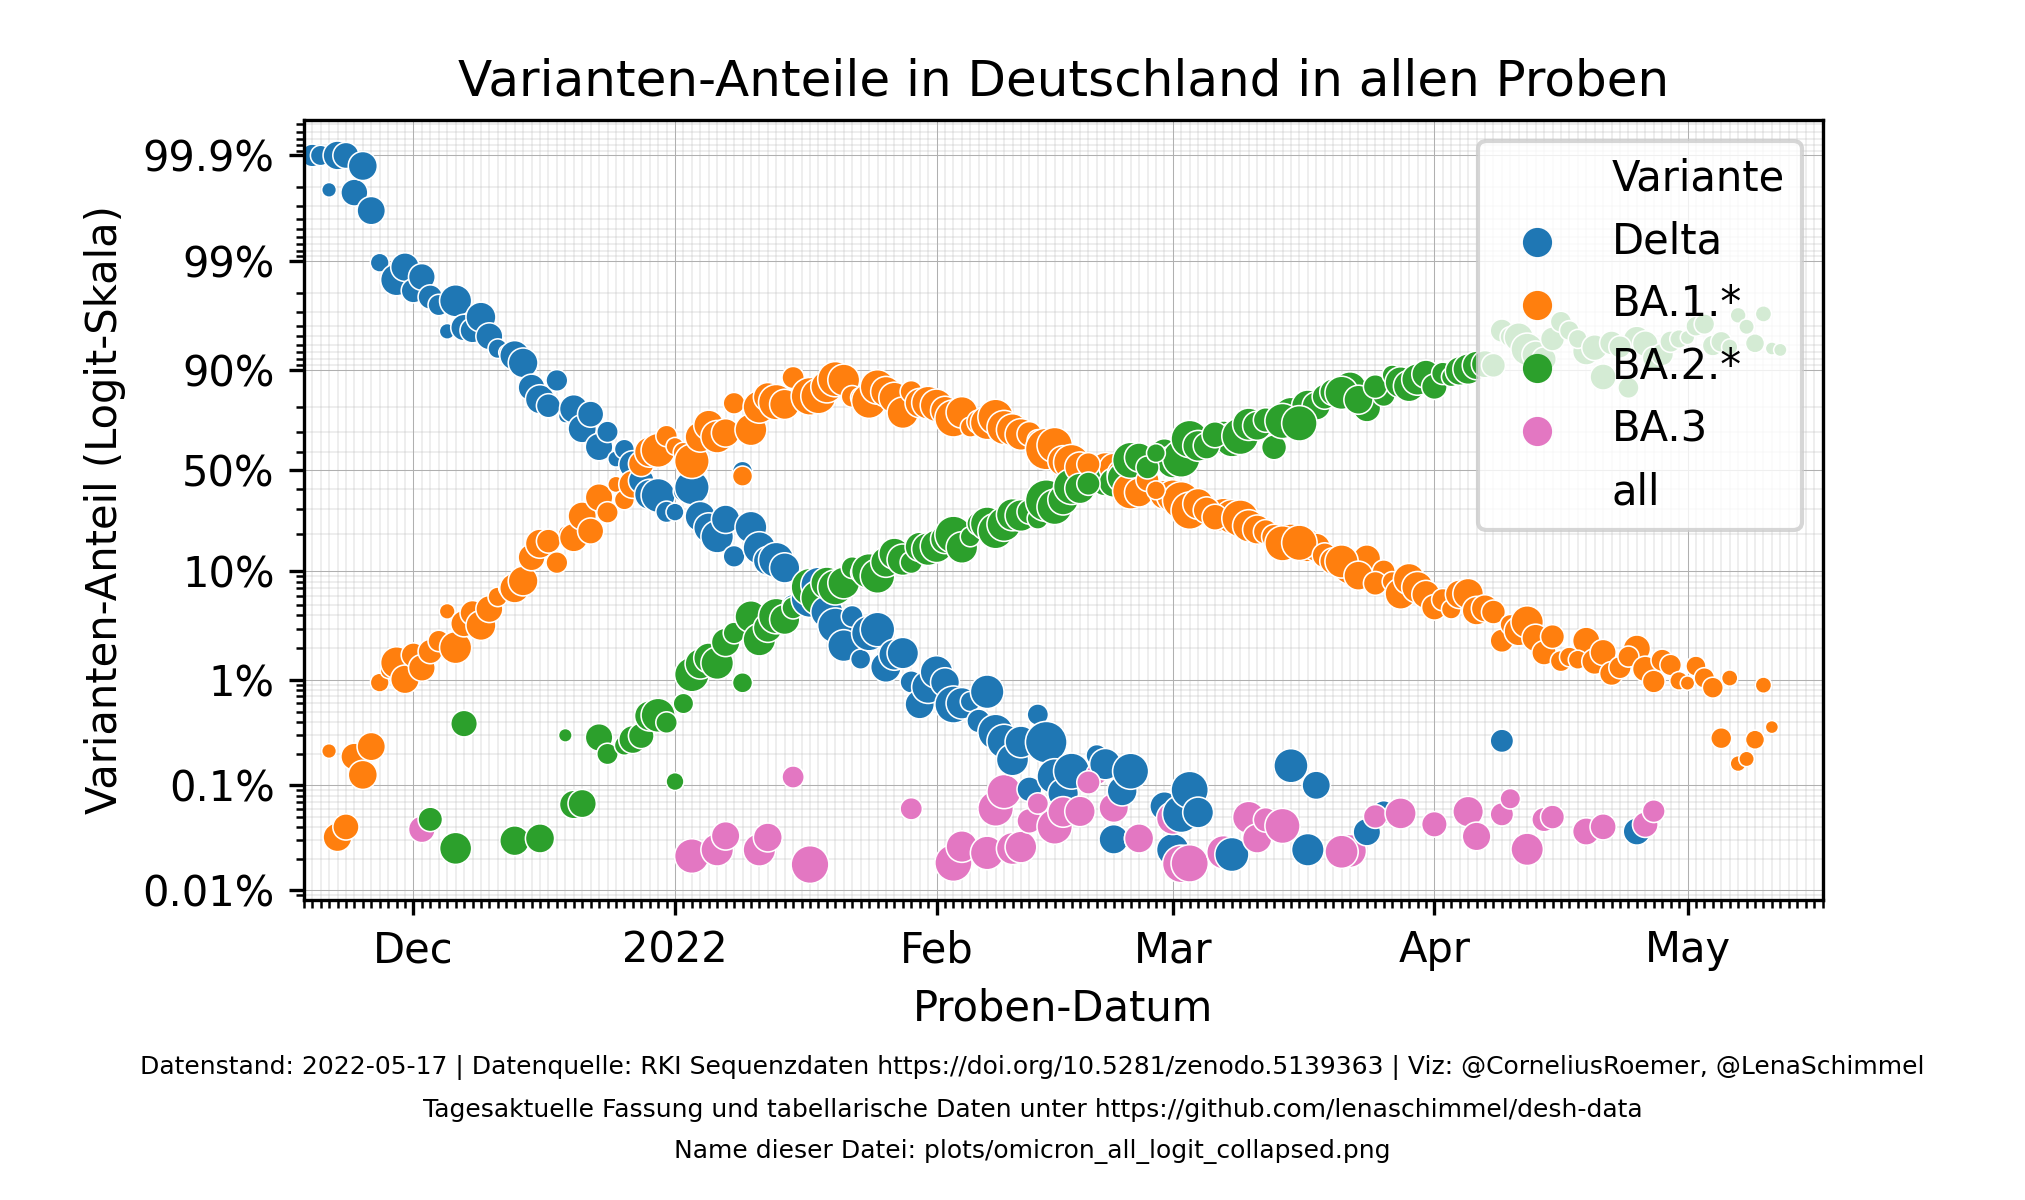 Varianten-Anteile in Deutschland in allen Proben
Varianten-Anteil (Logit-Skala)
99.9%
99%
90%
50%
10%
1%
0.1%
0.01%
Variante
Delta
BA.1.*
BA.2.*
BA.3
all
Dec
2022
Feb
Mar
Apr
May
Proben-Datum
Datenstand: 2022-05-17 | Datenquelle: RKI Sequenzdaten https://doi.org/10.5281/zenodo.5139363 | Viz: @CorneliusRoemer, @LenaSchimmel
Tagesaktuelle Fassung und tabellarische Daten unter https://github.com/lenaschimmel/desh-data
Name dieser Datei: plots/omicron_all_logit_collapsed.png